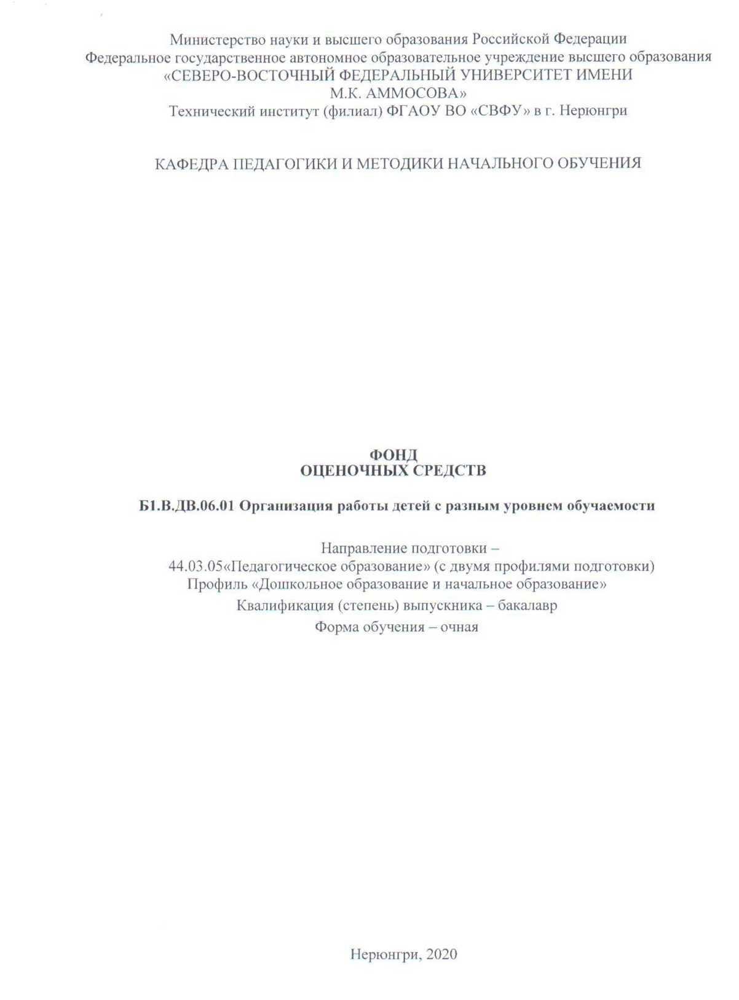 Министерство науки и высшего образования Российской Федерации
Федеральное государственное автономное образовательное учреждение высшего образования
«СЕВЕРО-ВОСТОЧНЫЙ ФЕДЕРАЛЬНЫЙ УНИВЕРСИТЕТ ИМЕНИ
М.К. АММОСОВА»
Технический институт (филиал) ФГАОУ ВО «СВФУ» в г. Нерюнгри
КАФЕДРА ПЕДАГОГИКИ И МЕТОДИКИ НАЧАЛЬНОГО ОБУЧЕНИЯ
ФОНД
ОЦЕНОЧНЫХ СРЕДСТВ
Б1.В.ДВ.06.01 Организация работы детей с разным уровнем обучаемости
Направление подготовки –
44.03.05«Педагогическое образование» (с двумя профилями подготовки)
Профиль «Дошкольное образование и начальное образование»
Квалификация (степень) выпускника – бакалавр
Форма обучения – очная
Нерюнгри, 2020